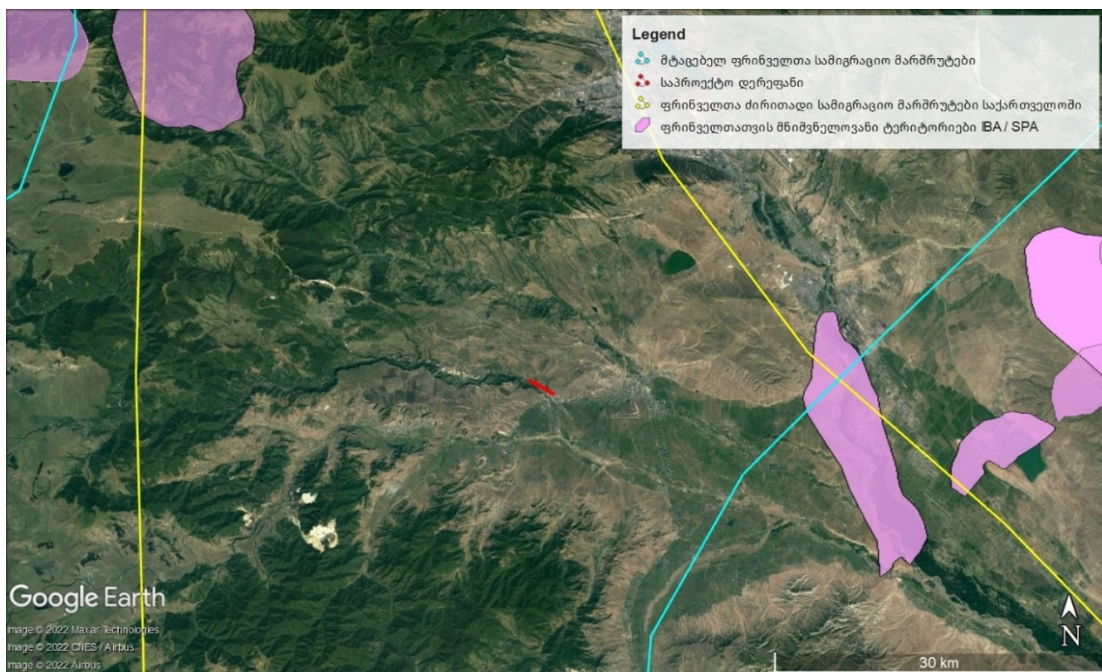 Legend
მტაცებელ ფრინველთა სამიგრაციო მარშრუტები
საპროექტო დერეფანი
ფრინველთა ძირითადი სამიგრაციო მარშრუტები საქართველოში
ფრინველთათვის მნიშვნელოვანი ტერიტორიები IBA / SPA
Google Earth
Image © 2022 Maxar Technologies
Image © 2022 CNES / Airbus
Image © 2022 Airbus
N
30 km